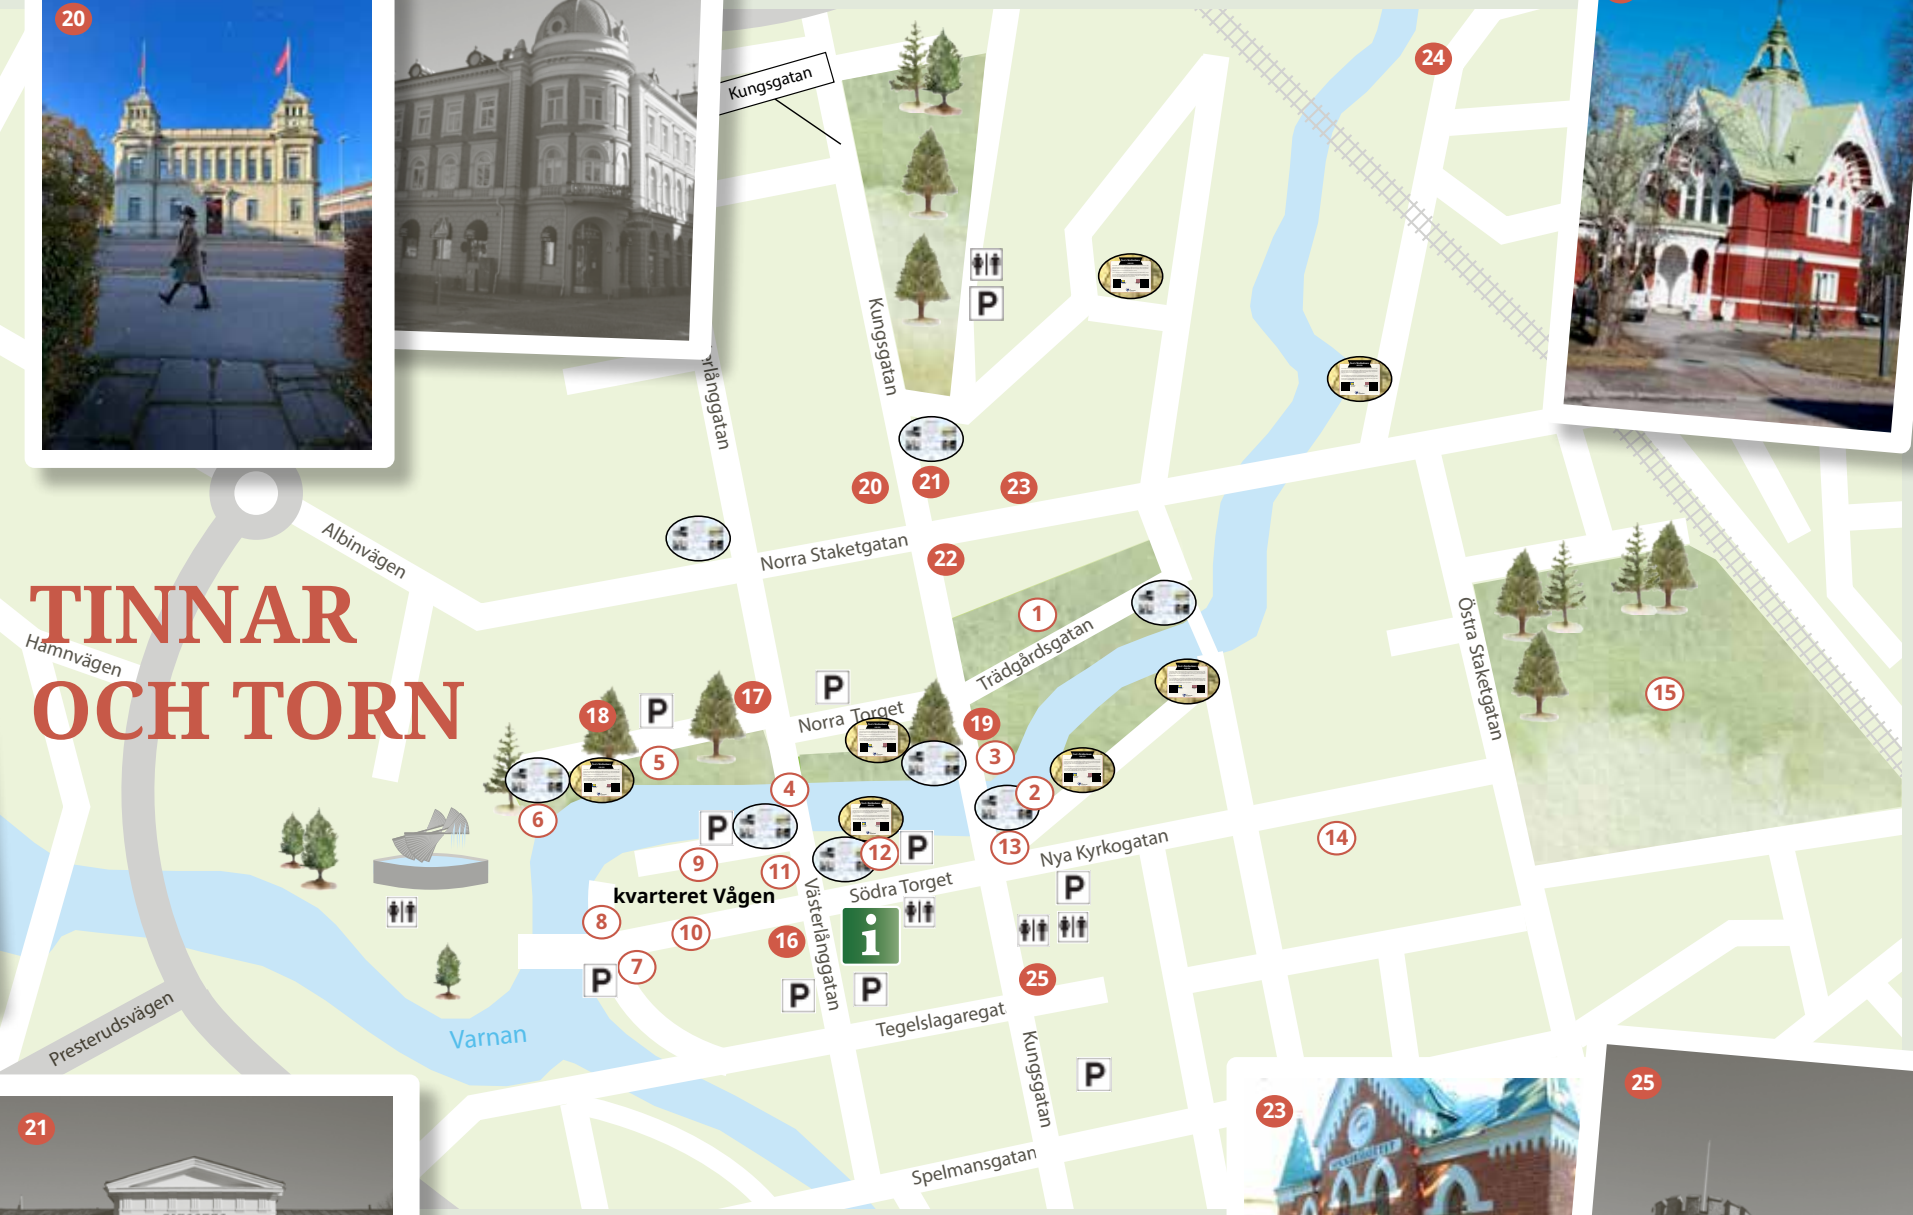 20
24
Kungsgatan
P
Kungsgatan
20
21
23
Norra Staketgatan
22
Albinvägen
TINNAR
OCH TORN
Hamnvägen
1
Trädgårdsgatan
Östra Staketgatan
15
P
17
18
P
Norra Torget
19
3
5
4
2
6
P
9
11
12
P
13
Nya Kyrkogatan
14
kvarteret Vågen
Södra Torget
P
8
10
16
Västerlånggatan
i
7
P
P
P
25
Tegelslagaregat
Presterudsvägen
Varnan
Kungsgatan
P
Spelmansgatan
21
23
25